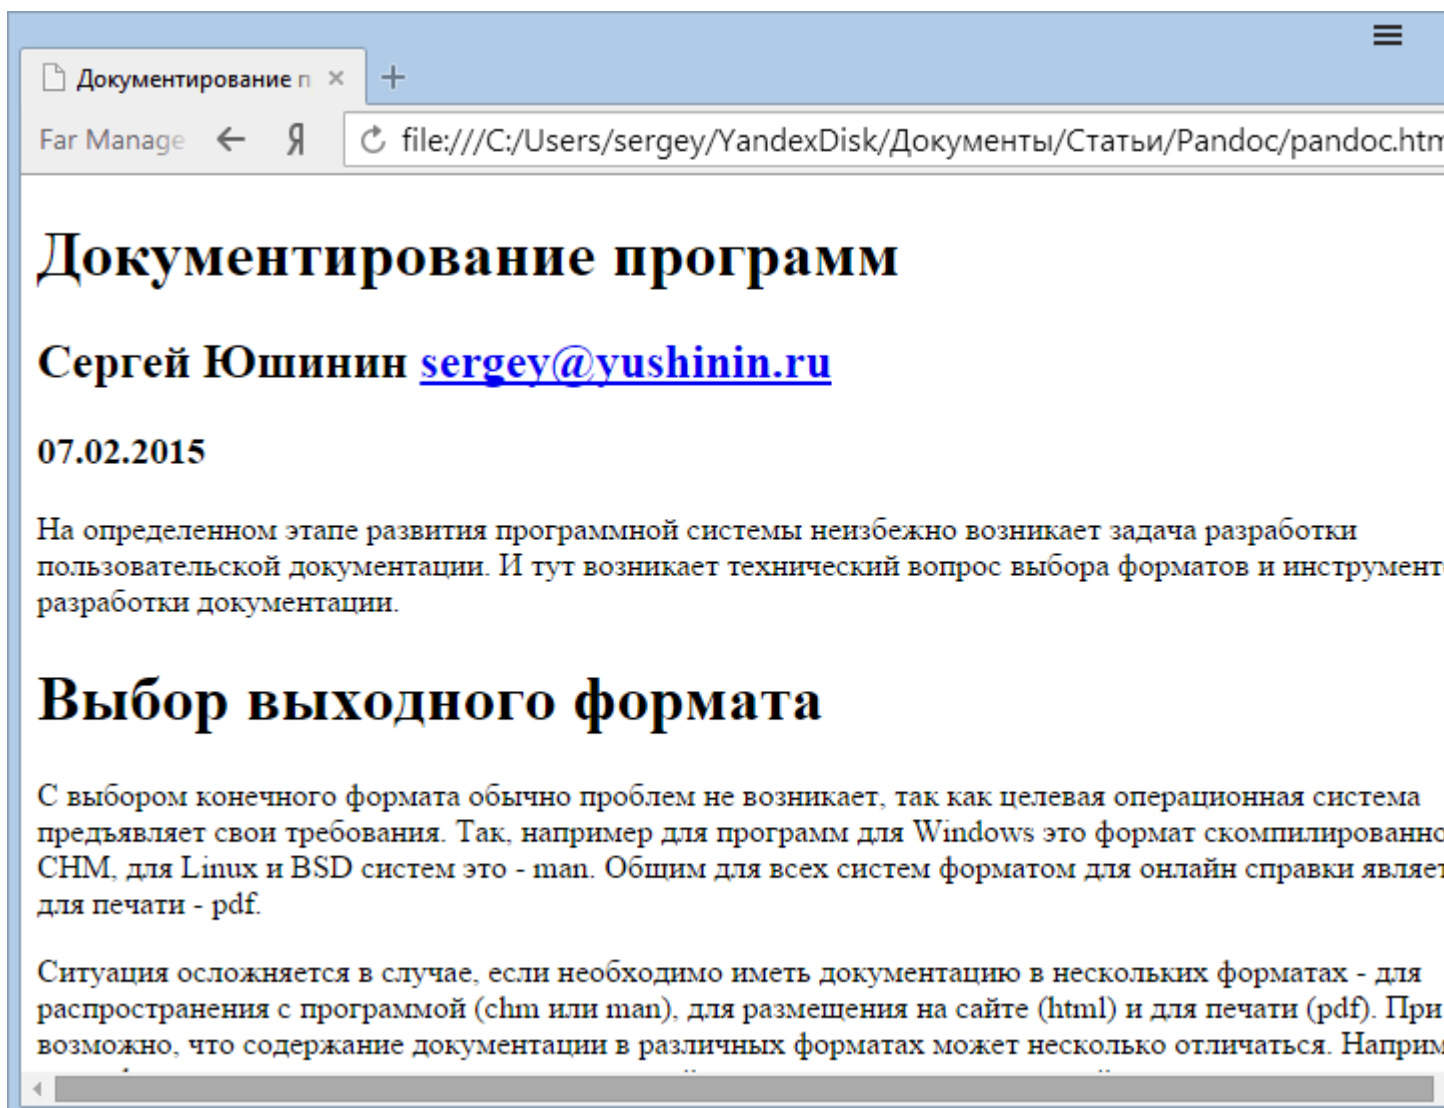 Документирование п
Far Manage
Я
file:///C:/Users/sergey/YandexDisk/Документы/Статьи/Pandoc/pandoc.htm
Документирование программ
Сергей Юшинин sergey@yushinin.ru
07.02.2015
На определенном этапе развития программной системы неизбежно возникает задача разработки
пользовательской документации. И тут возникает технический вопрос выбора форматов и инструмент
разработки документации.
Выбор выходного формата
С выбором конечного формата обычно проблем не возникает, так как целевая операционная система
предъявляет свои требования. Так, например для программ для Windows это формат скомпилированно
CHM, для Linux и BSD систем это - man. Общим для всех систем форматом для онлайн справки являет
для печати - pdf.
Ситуация осложняется в случае, если необходимо иметь документацию в нескольких форматах - для
распространения с программой (chm или man), для размещения на сайте (html) и для печати (pdf). При
возможно, что содержание документации в различных форматах может несколько отличаться. Наприм